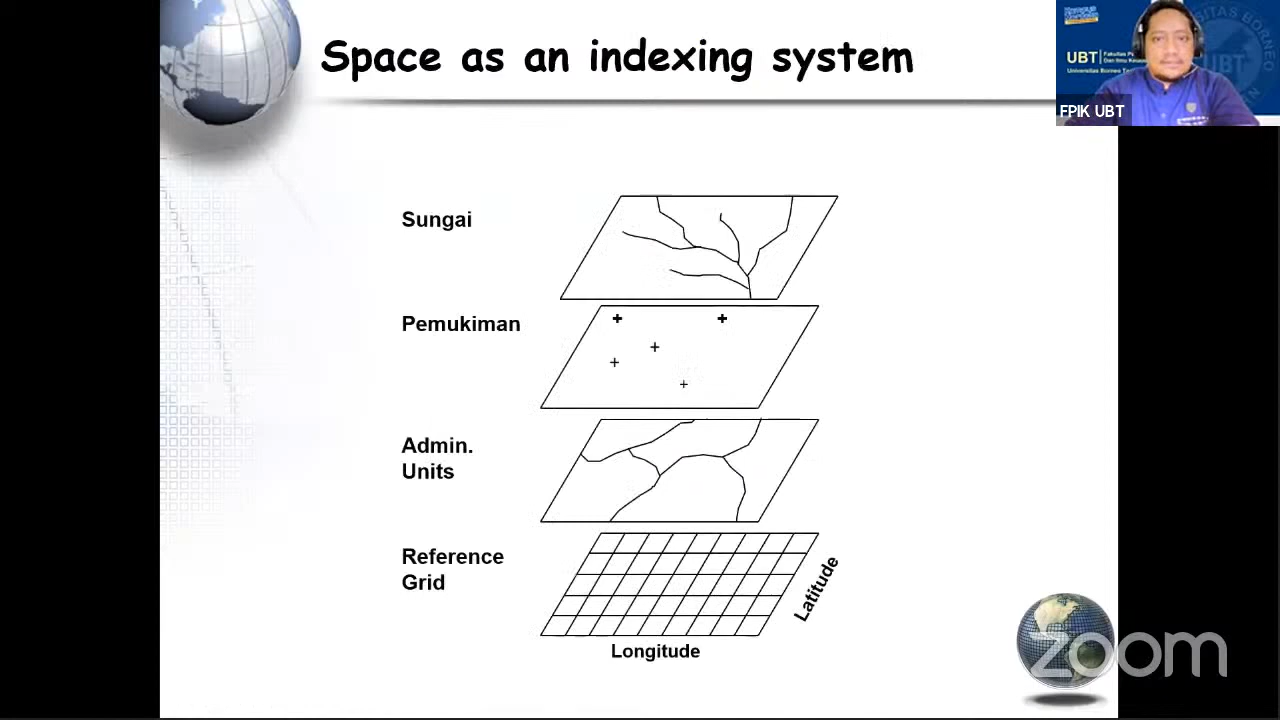 Space as an indexing system
UBT
Universitas Borneo
FPIK UBT
Sungai
Pemukiman
Admin.
Units
Reference
Grid
Latitude
Longitude
zoom